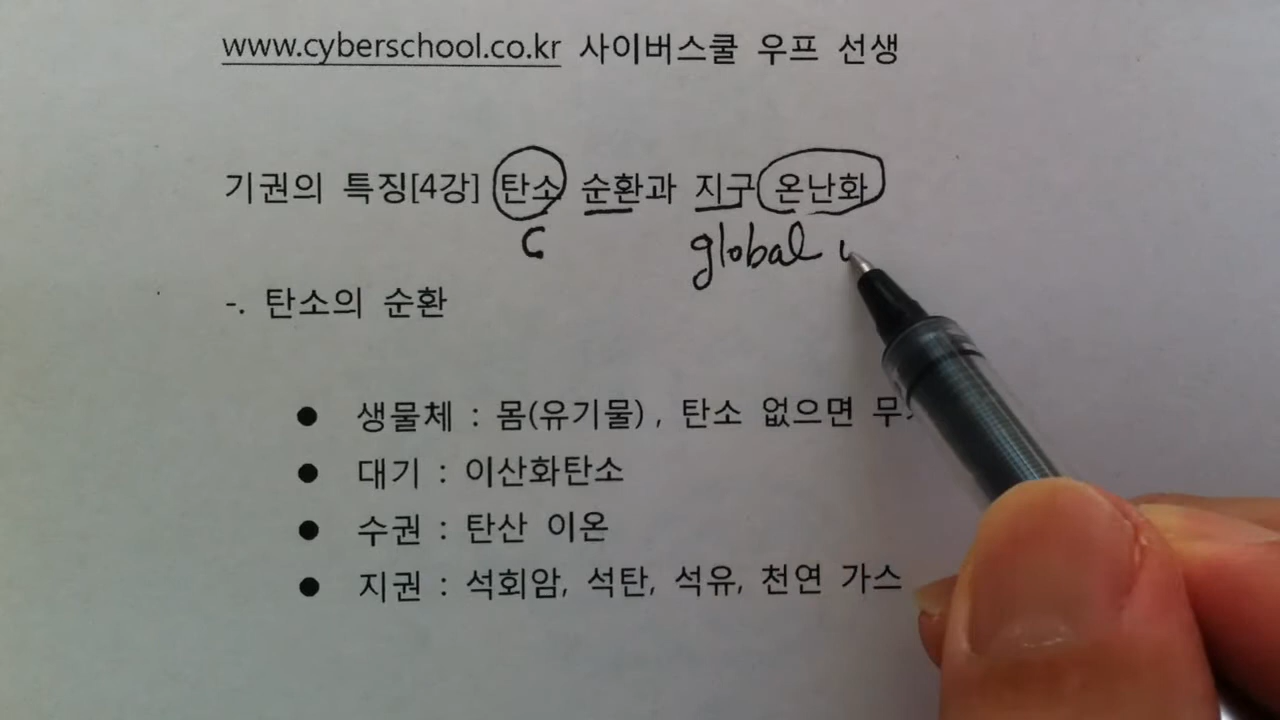 www.cyberschool.co.kr 사이버스쿨 우프 선생
기권의 특징[4강] 탄소 순환과 지구 온난화
C global
-. 탄소의 순환
● 생물체 : 몸(유기물) , 탄소 없으면
● 대기 : 이산화탄소
● 수권 : 탄산 이온
● 지권 : 석회암, 석탄, 석유, 천연 가스